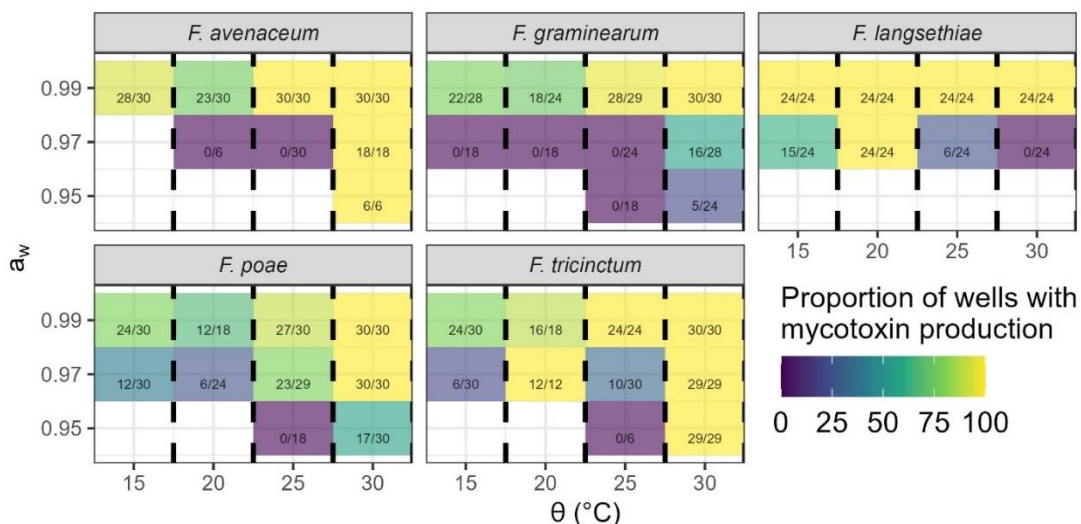 F. avenaceum F. graminearum F. langsethiae
0.99 28/30 23/30 30/30 30/30 22/28 18/24 28/29 30/30 24/24 24/24 24/24 24/24
0.97 0/6 0/30 18/18 0/18 0/18 0/24 16/28 15/24 24/24 6/24 0/24
0.95 6/6 0/18 5/24
15 20 25 30
a_w
F. poae F. tricinctum
0.99 24/30 12/18 27/30 30/30 24/30 16/18 24/24 30/30
0.97 12/30 6/24 23/29 30/30 6/30 12/12 10/30 29/29
0.95 0/18 17/30 0/6 29/29
15 20 25 30 15 20 25 30
θ (°C)
Proportion of wells with
mycotoxin production
0 25 50 75 100